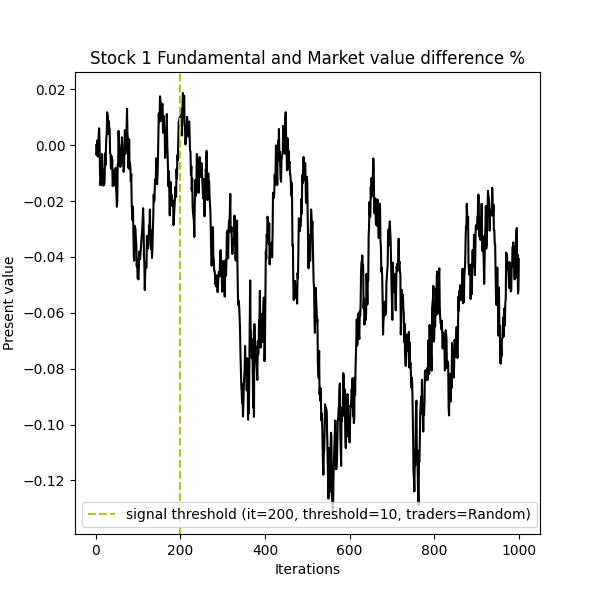 Stock 1 Fundamental and Market value difference %
0.02
0.00
−0.02
−0.04
−0.06
−0.08
−0.10
−0.12
Present value
signal threshold (it=200, threshold=10, traders=Random)
0 200 400 600 800 1000
Iterations